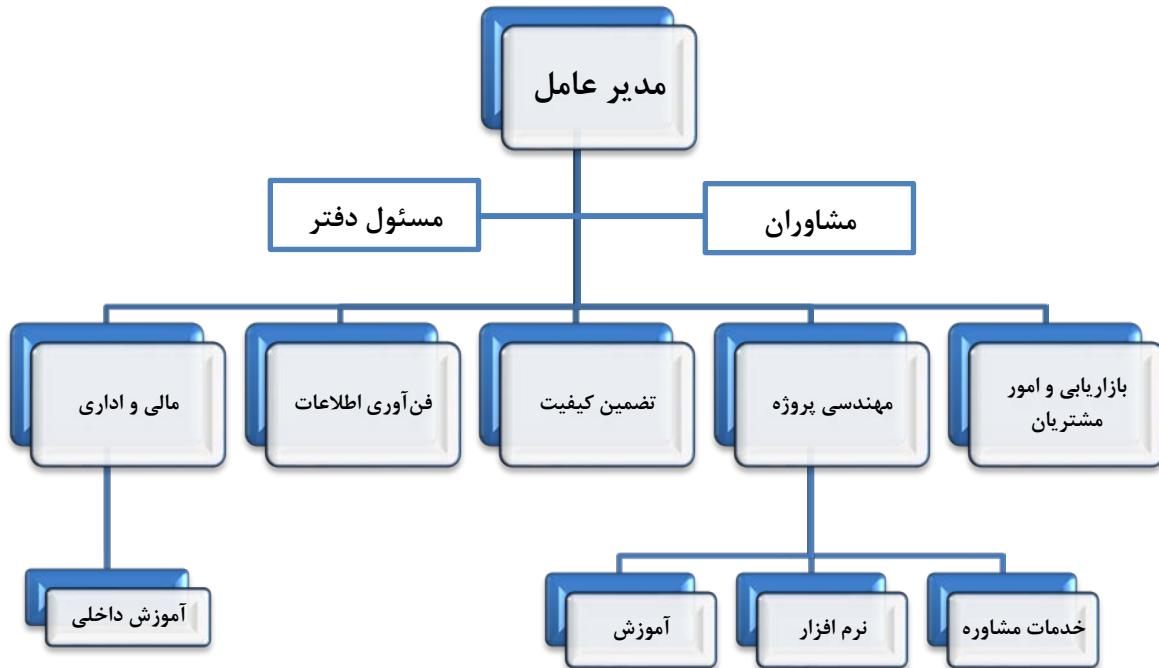 مدیر عامل
مشاوران
مسئول دفتر
بازاریابی و امور
مشتریان
مهندسی پروژه
تضمین کیفیت
فن‌آوری اطلاعات
مالی و اداری
خدمات مشاوره
نرم افزار
آموزش
آموزش داخلی